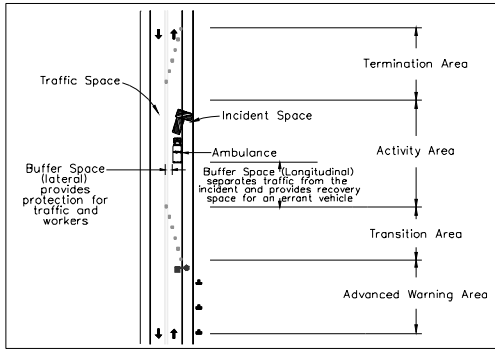 Termination Area
Traffic Space
Incident Space
Ambulance
Activity Area
Buffer Space
(lateral)
provides
protection for
traffic and
workers
Buffer Space (Longitudinal)
separates traffic from the
incident and provides recovery
space for an errant vehicle
Transition Area
Advanced Warning Area